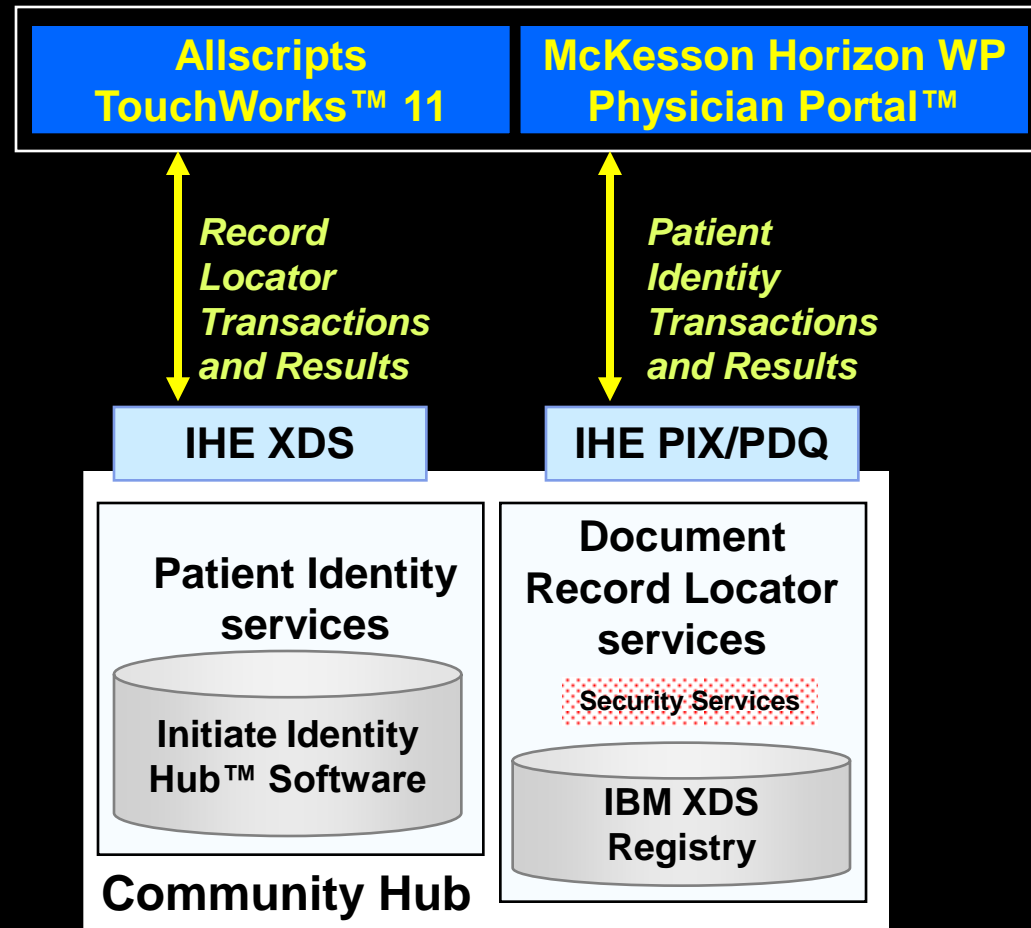 Allscripts
TouchWorks™ 11
McKesson Horizon WP
Physician Portal™
Record
Locator
Transactions
and Results
Patient
Identity
Transactions
and Results
IHE XDS
IHE PIX/PDQ
Patient Identity
services
Initiate Identity
Hub™ Software
Document
Record Locator
services
Security Services
IBM XDS
Registry
Community Hub